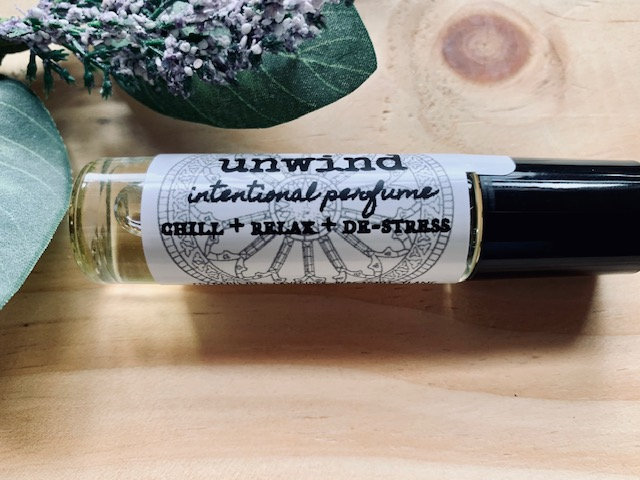 unwind
intentional perfume
CHILL + RELAX + DE-STRESS